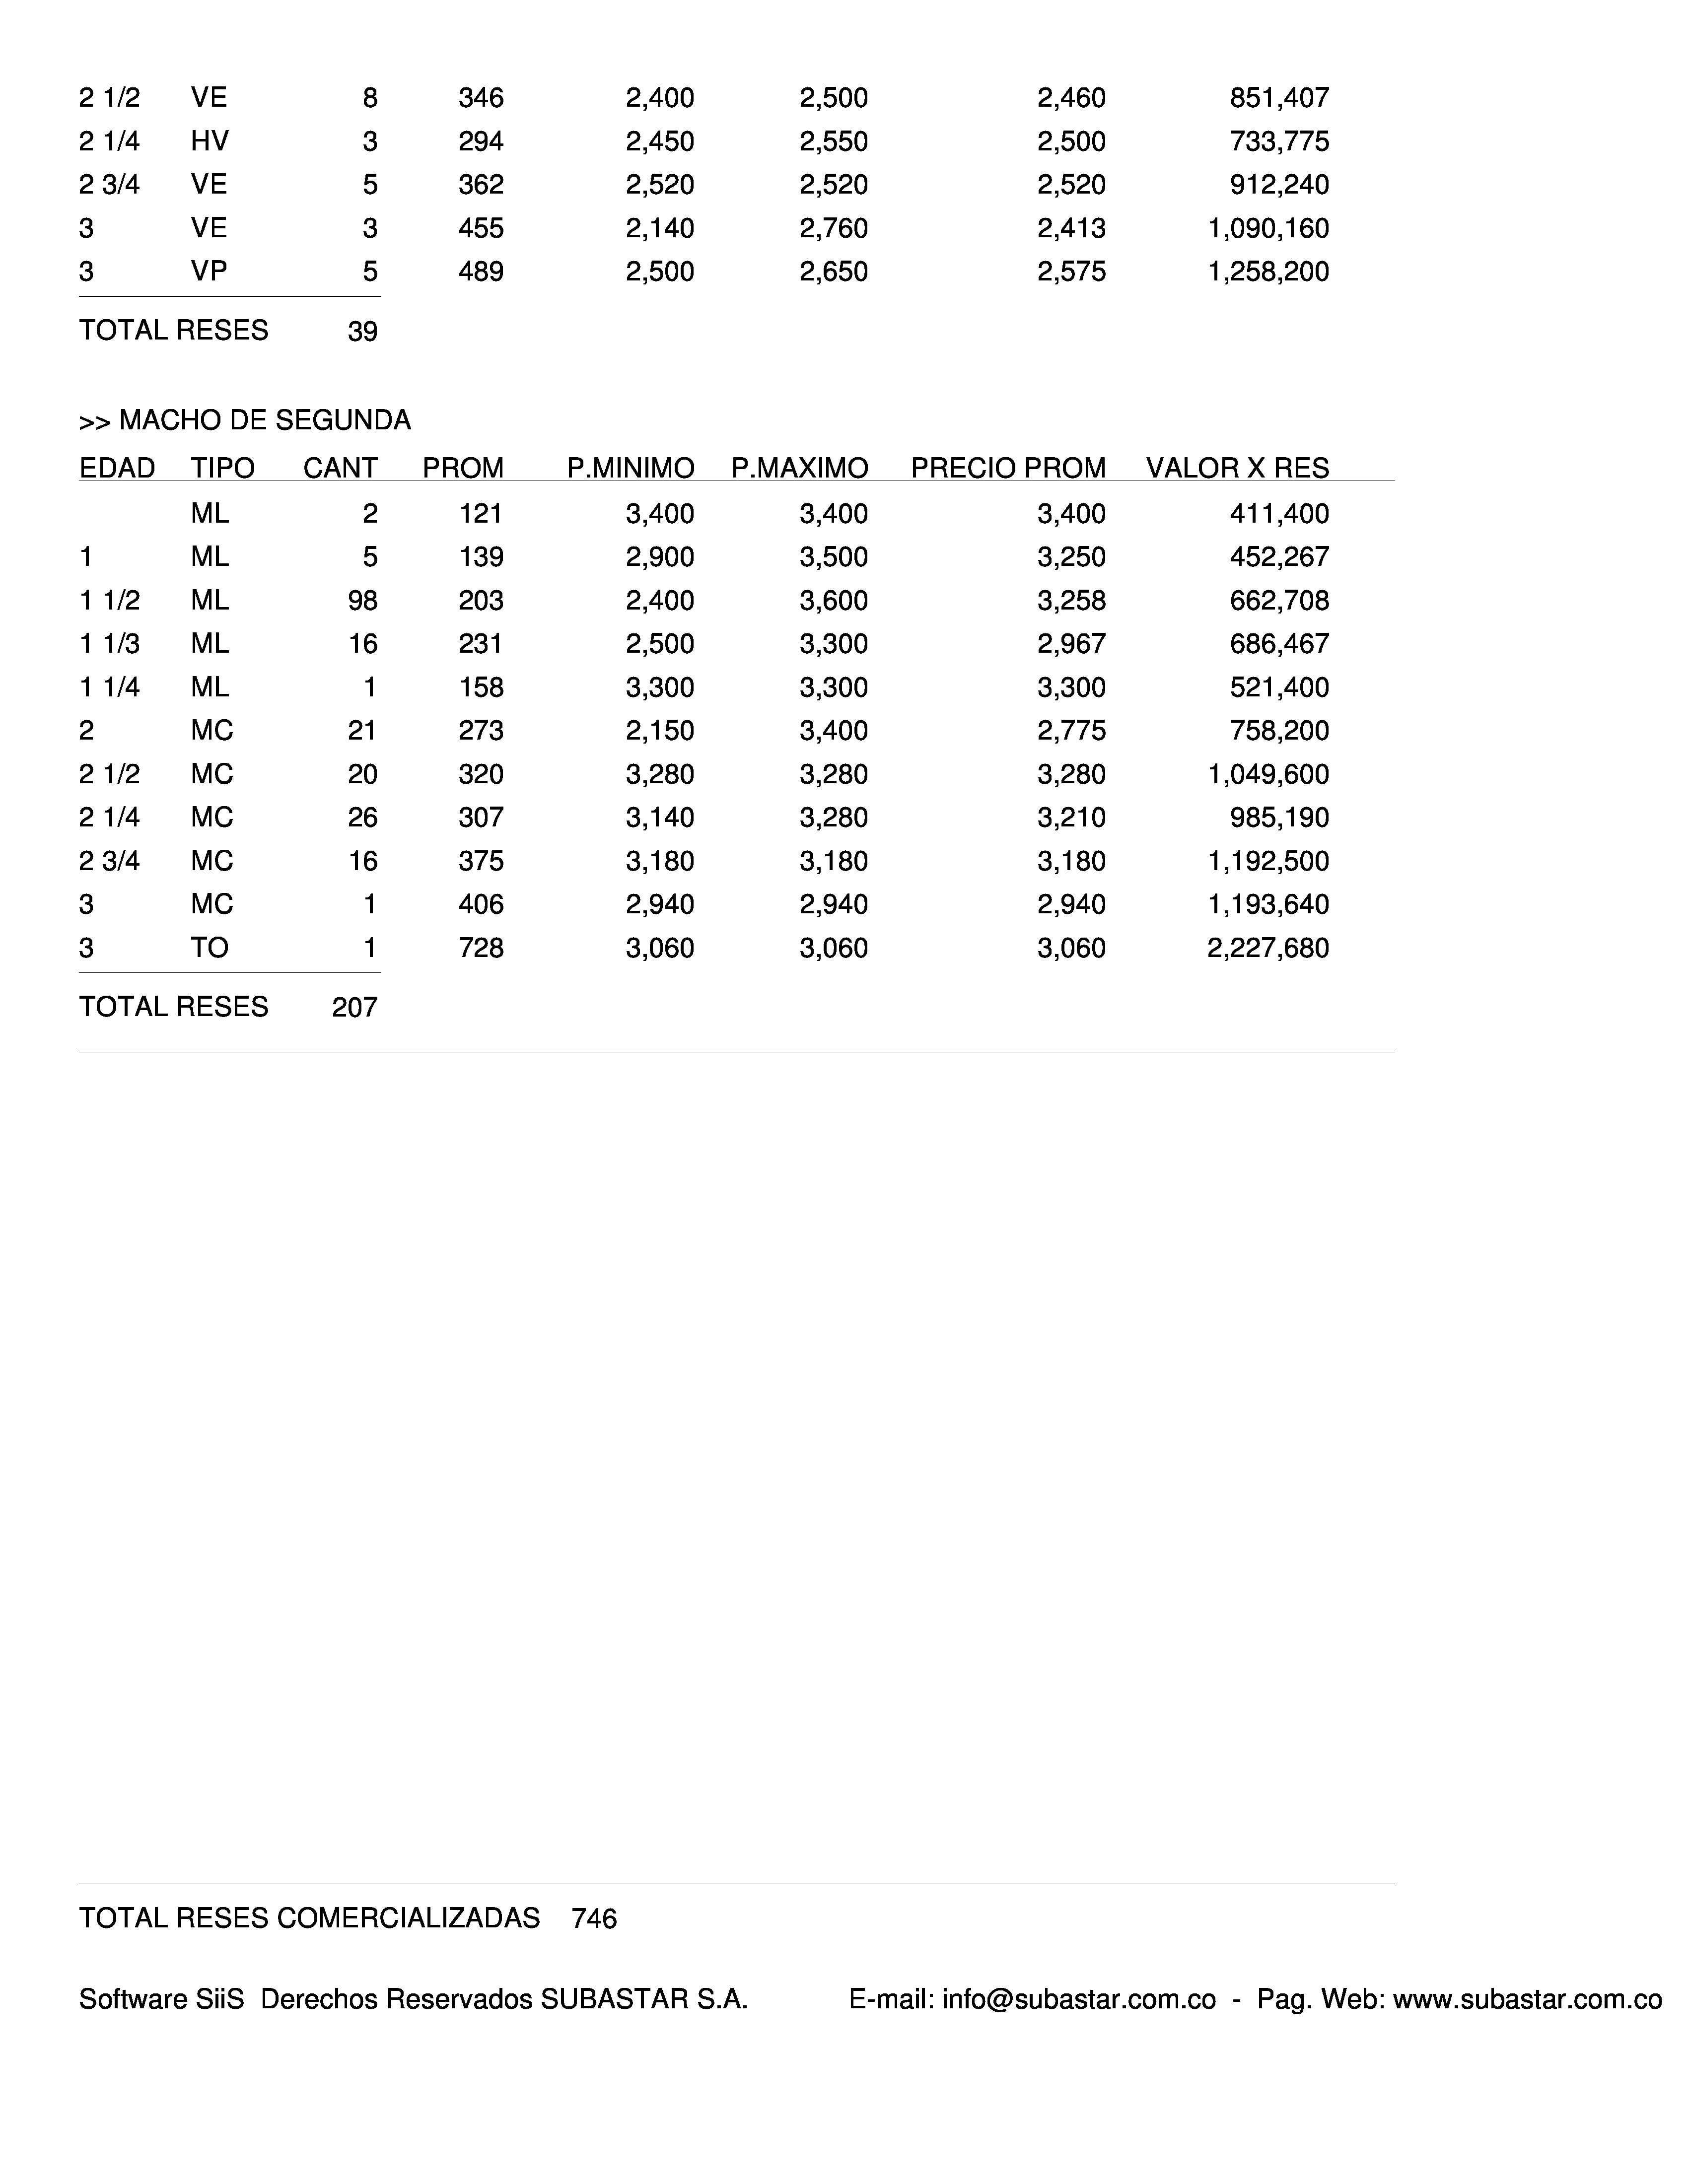 2 1/2 VE 8 346 2,400 2,500 2,460 851,407
2 1/4 HV 3 294 2,450 2,550 2,500 733,775
2 3/4 VE 5 362 2,520 2,520 2,520 912,240
3 VE 3 455 2,140 2,760 2,413 1,090,160
3 VP 5 489 2,500 2,650 2,575 1,258,200
TOTAL RESES 39
>> MACHO DE SEGUNDA
EDAD TIPO CANT PROM P.MINIMO P.MAXIMO PRECIO PROM VALOR X RES
ML 2 121 3,400 3,400 3,400 411,400
1 ML 5 139 2,900 3,500 3,250 452,267
1 1/2 ML 98 203 2,400 3,600 3,258 662,708
1 1/3 ML 16 231 2,500 3,300 2,967 686,467
1 1/4 ML 1 158 3,300 3,300 3,300 521,400
2 MC 21 273 2,150 3,400 2,775 758,200
2 1/2 MC 20 320 3,280 3,280 3,280 1,049,600
2 1/4 MC 26 307 3,140 3,280 3,210 985,190
2 3/4 MC 16 375 3,180 3,180 3,180 1,192,500
3 MC 1 406 2,940 2,940 2,940 1,193,640
3 TO 1 728 3,060 3,060 3,060 2,227,680
TOTAL RESES 207
TOTAL RESES COMERCIALIZADAS 746
Software SiiS Derechos Reservados SUBASTAR S.A. E-mail: info@subastar.com.co - Pag. Web: www.subastar.com.co